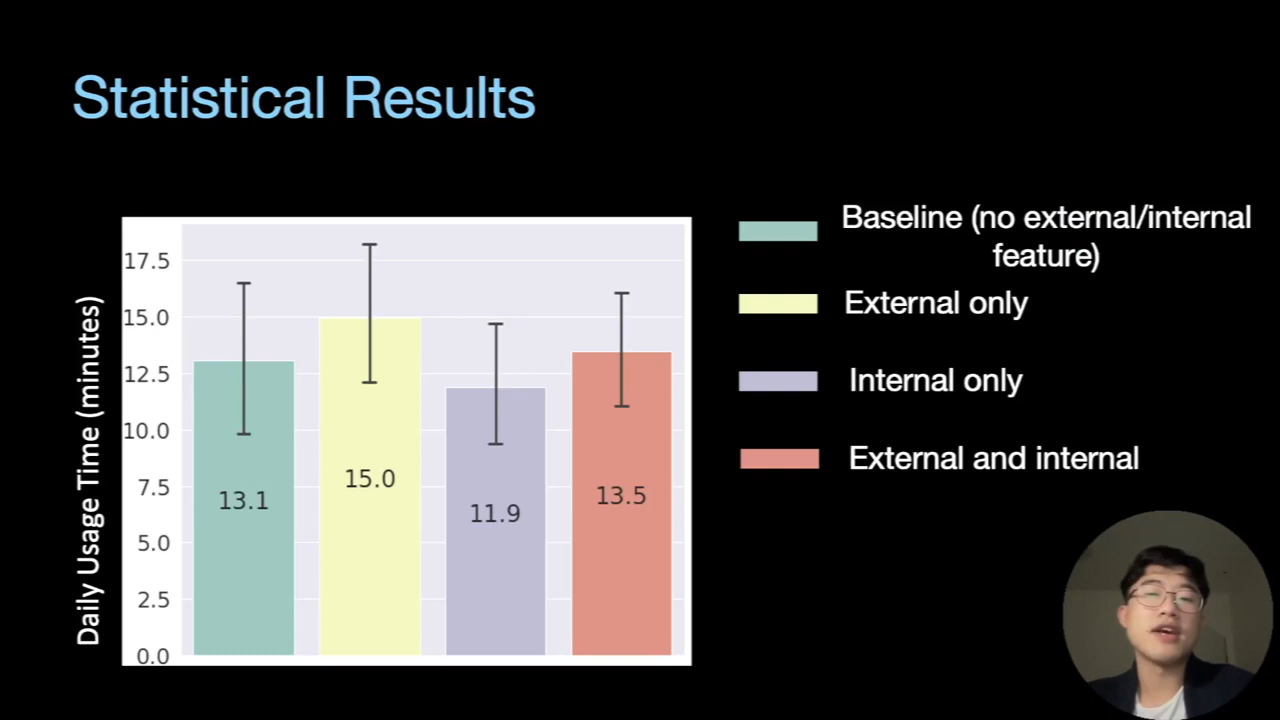 Statistical Results
Daily Usage Time (minutes)
17.5
15.0
12.5
10.0
7.5
5.0
2.5
0.0
13.1
15.0
11.9
13.5
Baseline (no external/internal
feature)
External only
Internal only
External and internal